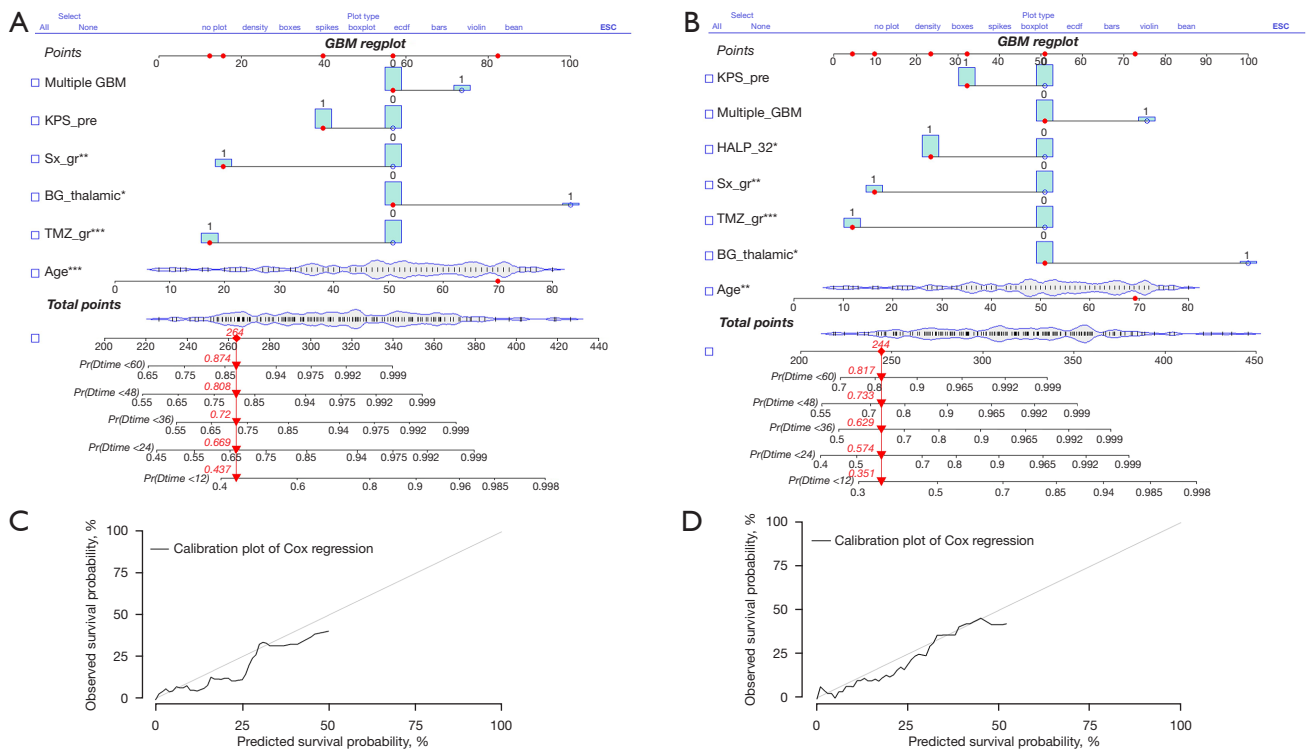 A
Select
All None
Plot type
no plot density boxes spikes boxplot ecdf bars violin bean ESC
GBM regplot
Points
0 20 40 60 80 100
0
Multiple GBM
1
0
KPS_pre
1
0
Sx_gr**
1
0
BG_thalamic*
1
0
TMZ_gr***
1
Age***
0 10 20 30 40 50 60 70 80
Total points
264
200 220 240 260 280 300 320 340 360 380 400 420 440
0.874
Pr(Dtime <60)
0.65 0.75 0.85 0.94 0.975 0.992 0.999
0.808
Pr(Dtime <48)
0.55 0.65 0.75 0.85 0.94 0.975 0.992 0.999
0.72
Pr(Dtime <36)
0.55 0.65 0.75 0.85 0.94 0.975 0.992 0.999
0.669
Pr(Dtime <24)
0.45 0.55 0.65 0.75 0.85 0.94 0.975 0.992 0.999
0.437
Pr(Dtime <12)
0.4 0.6 0.8 0.9 0.96 0.985 0.998
B
Select
All None
Plot type
no plot density boxes spikes boxplot ecdf bars violin bean ESC
GBM regplot
Points
0 10 20 30 40 50 60 70 80 90 100
0
KPS_pre
1
0
Multiple_GBM
1
0
HALP_32*
1
0
Sx_gr**
1
0
TMZ_gr***
1
0
BG_thalamic*
1
Age**
0 10 20 30 40 50 60 70 80
Total points
244
200 250 300 350 400 450
0.817
Pr(Dtime <60)
0.7 0.8 0.9 0.965 0.992 0.999
0.733
Pr(Dtime <48)
0.55 0.7 0.8 0.9 0.965 0.992 0.999
0.629
Pr(Dtime <36)
0.5 0.7 0.8 0.9 0.965 0.992 0.999
0.574
Pr(Dtime <24)
0.4 0.5 0.7 0.8 0.9 0.965 0.992 0.999
0.351
Pr(Dtime <12)
0.3 0.5 0.7 0.85 0.94 0.985 0.998
C
Observed survival probability, %
100
75
50
25
0
Calibration plot of Cox regression
0 25 50 75 100
Predicted survival probability, %
D
Observed survival probability, %
100
75
50
25
0
Calibration plot of Cox regression
0 25 50 75 100
Predicted survival probability, %